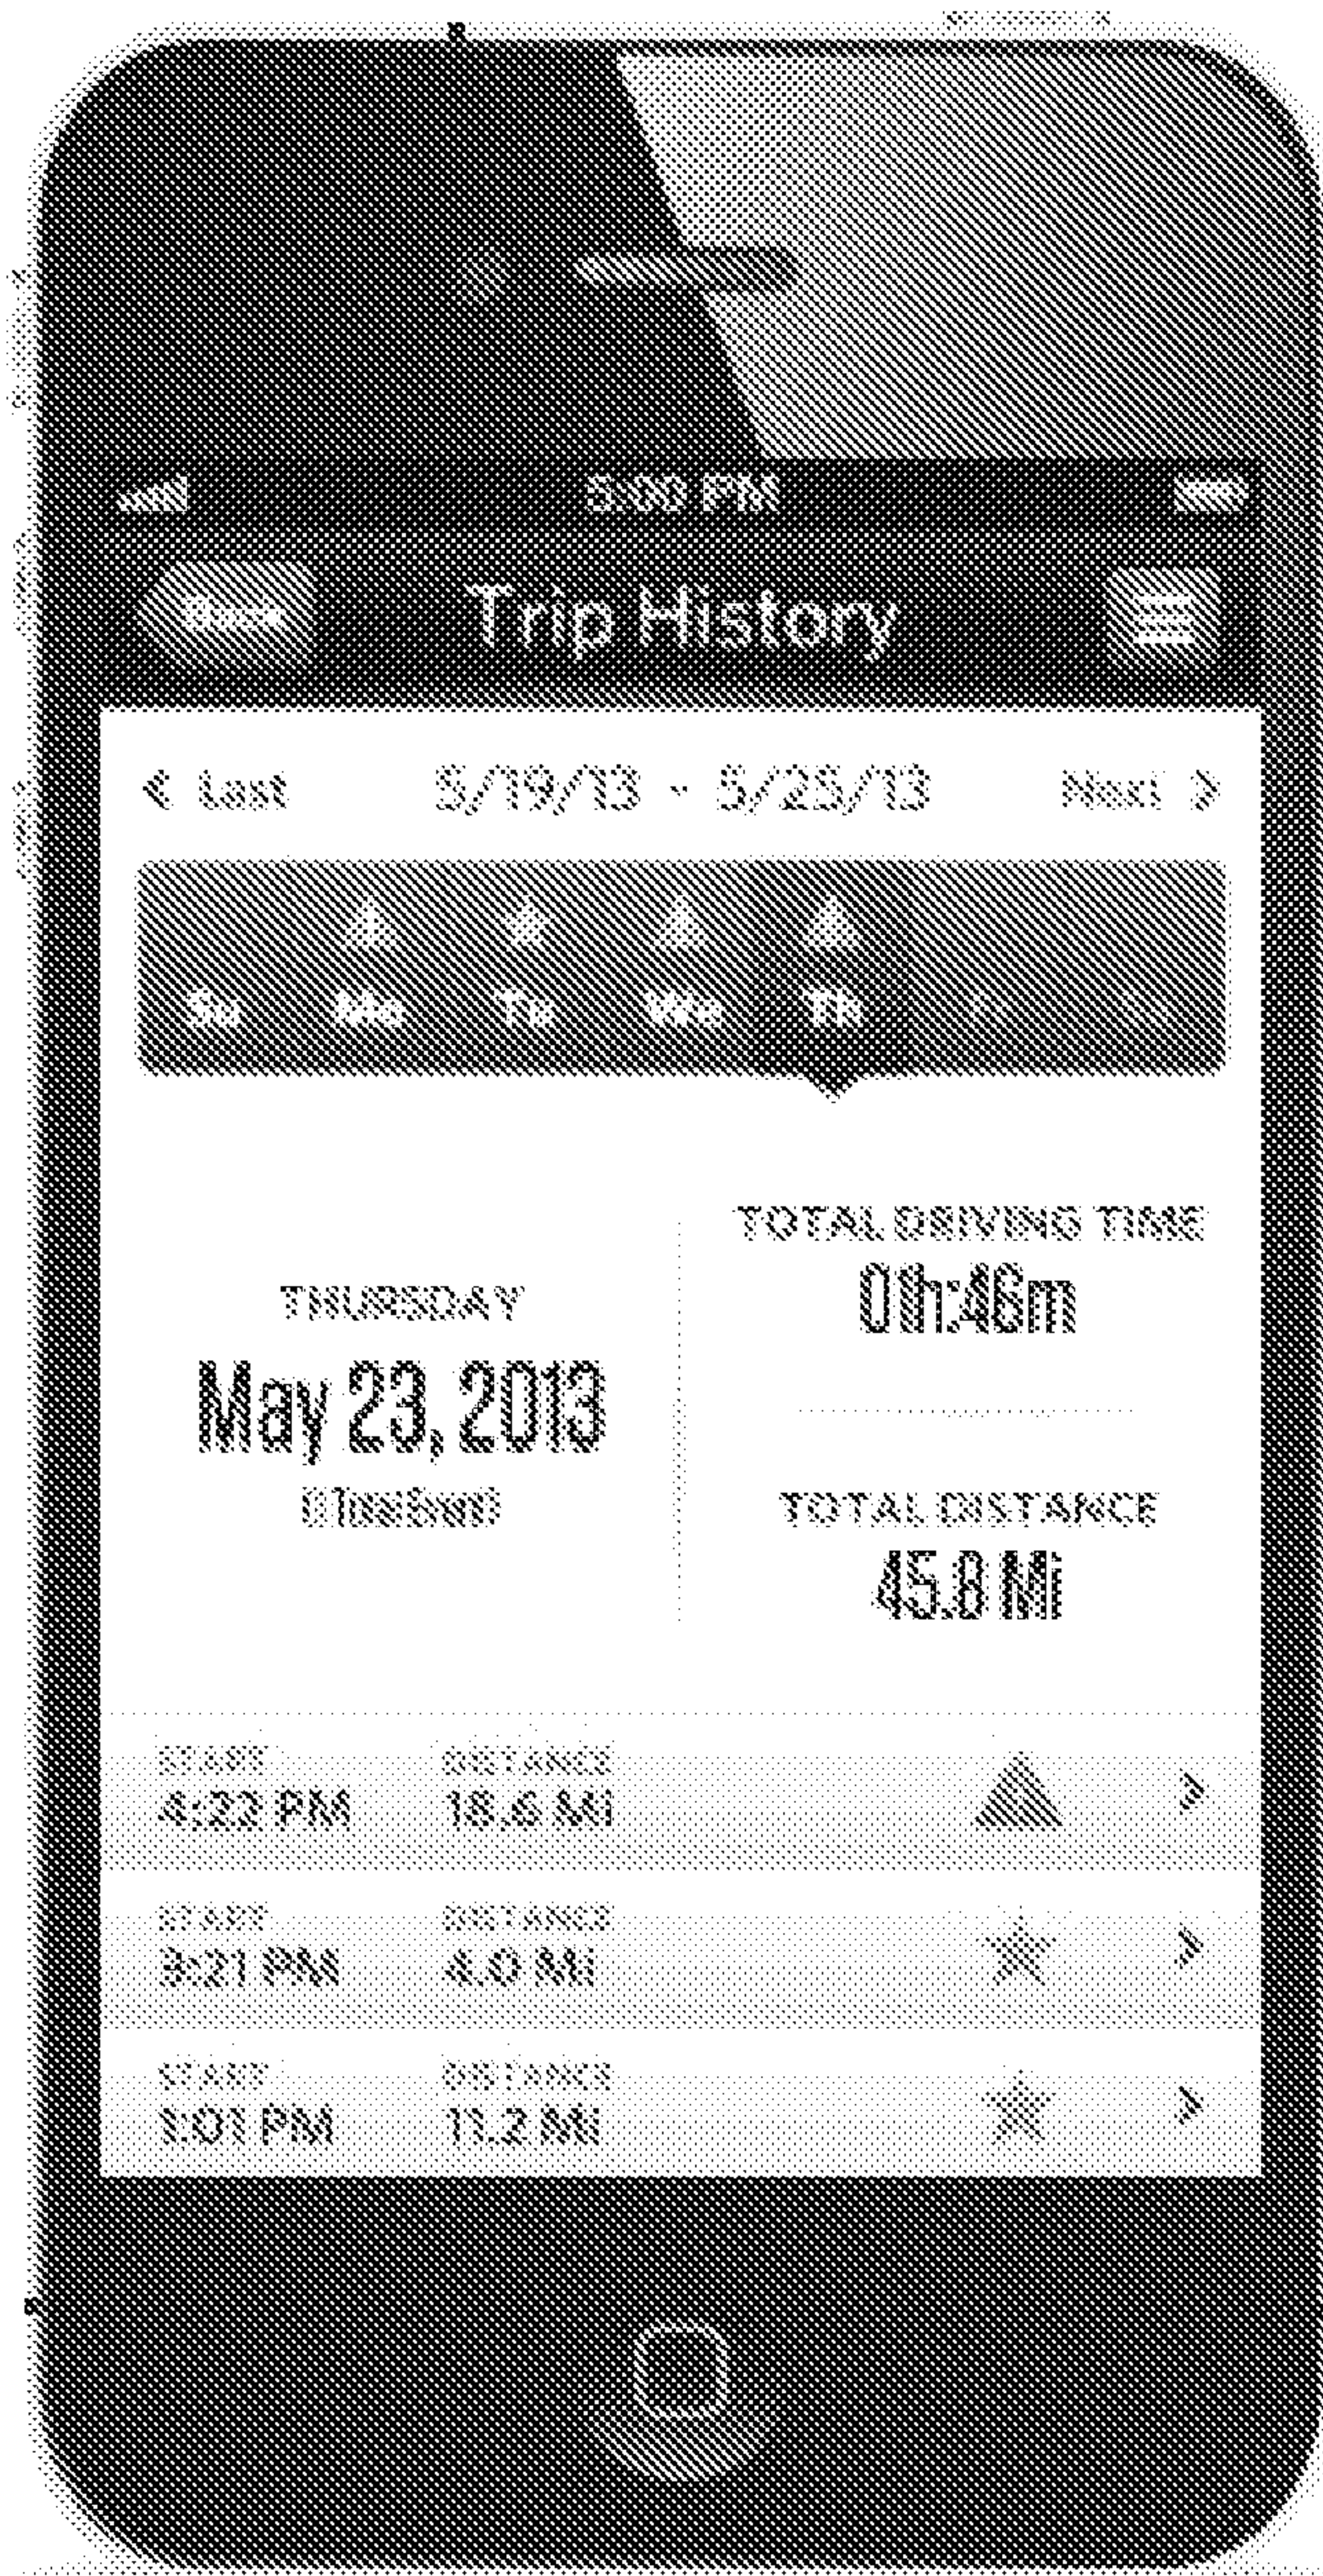 5:00 PM
Trip History
Last 5/19/13 - 5/25/13 Next
Su Mo Tu We Th
TOTAL DRIVING TIME
01h:46m
THURSDAY
May 23, 2013
TOTAL DISTANCE
45.8 Mi
START DISTANCE
4:22 PM 18.6 Mi
START DISTANCE
3:21 PM 4.0 Mi
START DISTANCE
1:01 PM 11.2 Mi